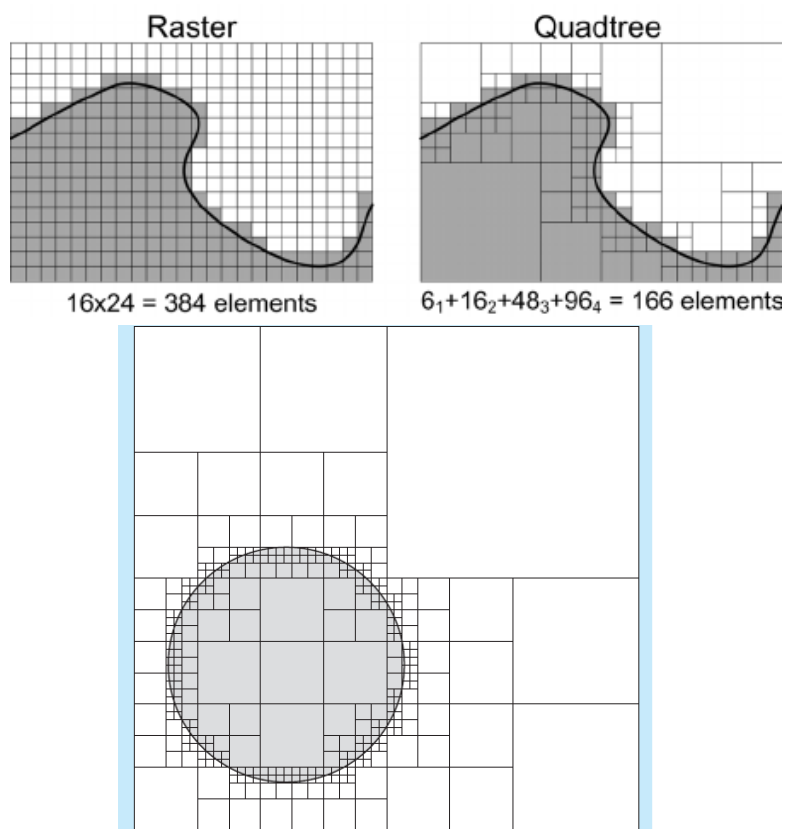 Raster
Quadtree
16x24 = 384 elements
6₁+16₂+48₃+96₄ = 166 elements